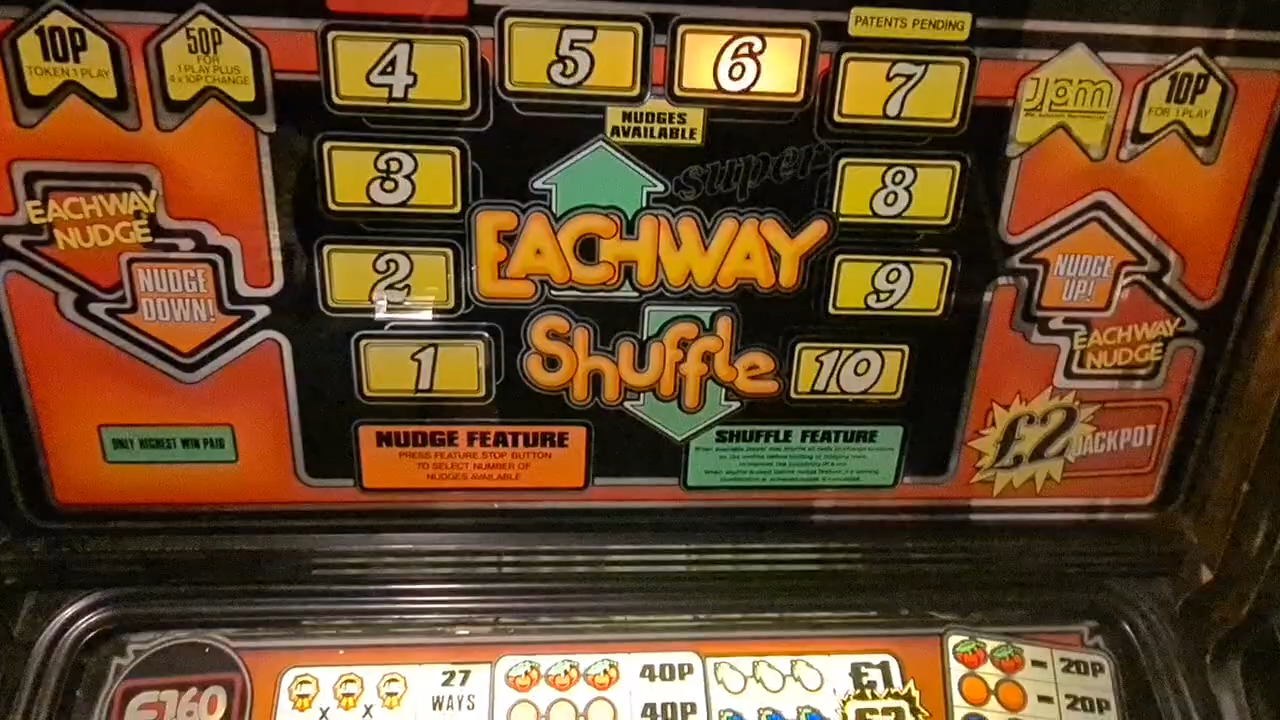 10P
TOKEN 1 PLAY
50P
FOR
1 PLAY PLUS
4 x 10P CHANGE
4
5
6
PATENTS PENDING
7
JPM
10P
FOR 1 PLAY
NUDGES
AVAILABLE
3
super
8
EACHWAY
NUDGE
NUDGE
DOWN!
2
EACHWAY
9
NUDGE
UP!
EACHWAY
NUDGE
1
Shuffle
10
ONLY HIGHEST WIN PAID
NUDGE FEATURE
PRESS FEATURE STOP BUTTON
TO SELECT NUMBER OF
NUDGES AVAILABLE
SHUFFLE FEATURE
£2 JACKPOT
27
WAYS
X X
40P
40P
£1
£2
= 20P
= 20P